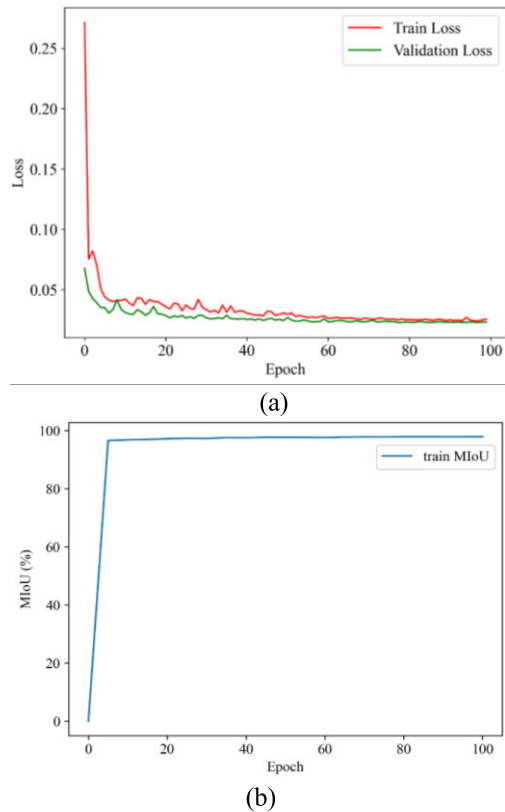 Train Loss
Validation Loss
0.25
0.20
0.15
0.10
0.05
Loss
0 20 40 60 80 100
Epoch
(a)
100
80
60
40
20
0
MIoU (%)
train MIoU
0 20 40 60 80 100
Epoch
(b)